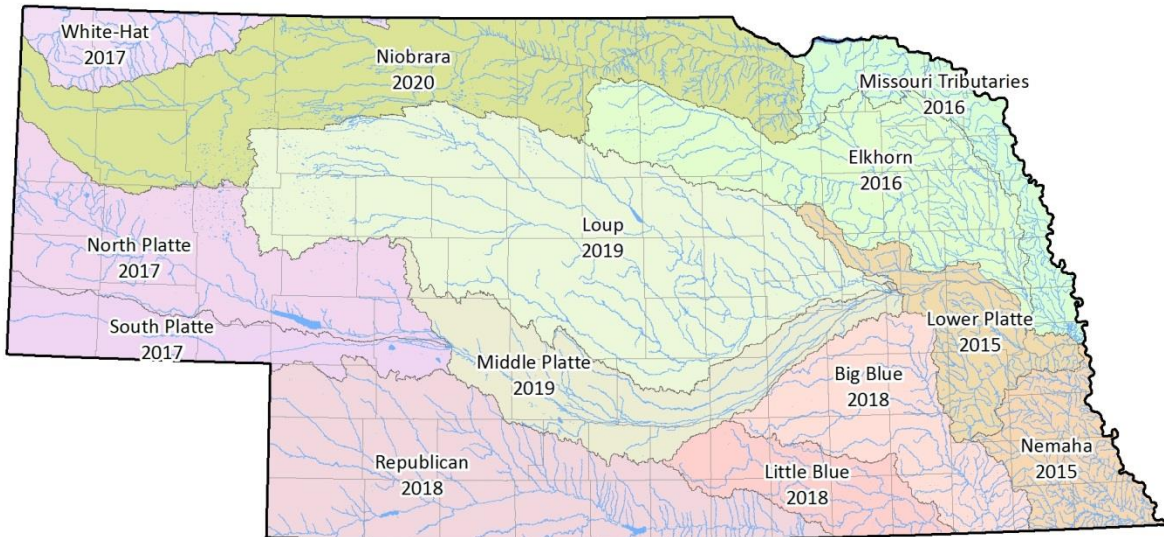 White-Hat
2017
Niobrara
2020
Missouri Tributaries
2016
Elkhorn
2016
Loup
2019
North Platte
2017
South Platte
2017
Middle Platte
2019
Lower Platte
2015
Big Blue
2018
Republican
2018
Little Blue
2018
Nemaha
2015